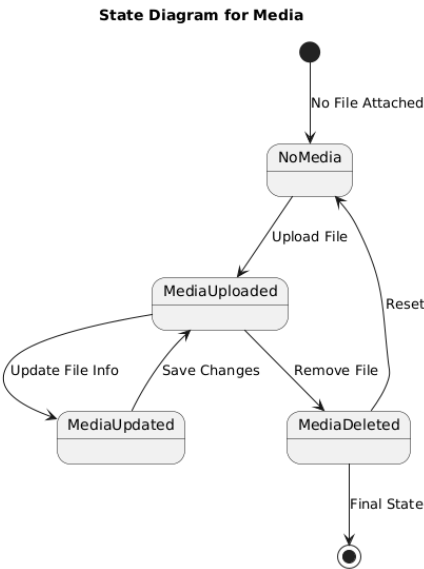 State Diagram for Media
No File Attached
NoMedia
Upload File
MediaUploaded
Reset
Update File Info
Save Changes
Remove File
MediaUpdated
MediaDeleted
Final State